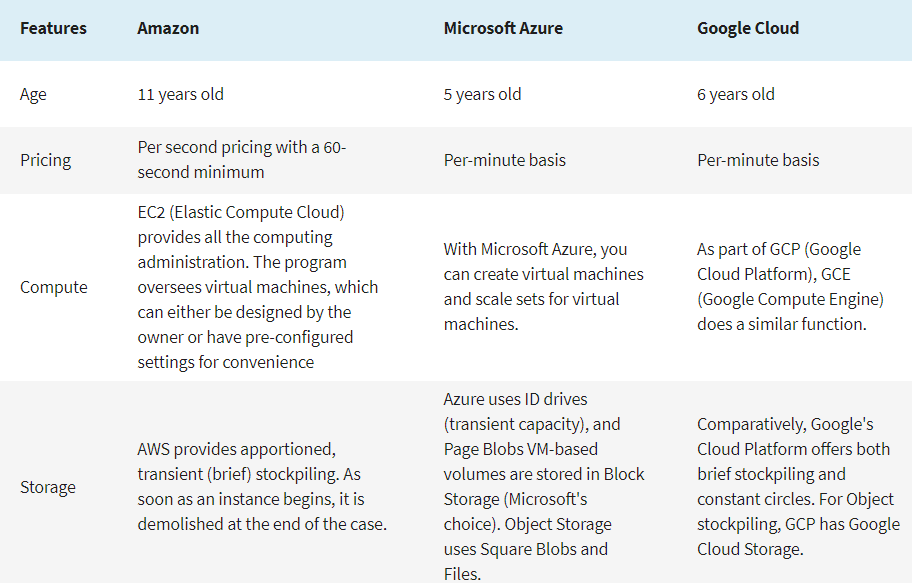 Features Amazon Microsoft Azure Google Cloud
Age 11 years old 5 years old 6 years old
Pricing
Per second pricing with a 60-
second minimum
Per-minute basis
Per-minute basis
Compute
EC2 (Elastic Compute Cloud)
provides all the computing
administration. The program
oversees virtual machines, which
can either be designed by the
owner or have pre-configured
settings for convenience
With Microsoft Azure, you
can create virtual machines
and scale sets for virtual
machines.
As part of GCP (Google
Cloud Platform), GCE
(Google Compute Engine)
does a similar function.
Storage
AWS provides apportioned,
transient (brief) stockpiling. As
soon as an instance begins, it is
demolished at the end of the case.
Azure uses ID drives
(transient capacity), and
Page Blobs VM-based
volumes are stored in Block
Storage (Microsoft's
choice). Object Storage
uses Square Blobs and
Files.
Comparatively, Google's
Cloud Platform offers both
brief stockpiling and
constant circles. For Object
stockpiling, GCP has Google
Cloud Storage.